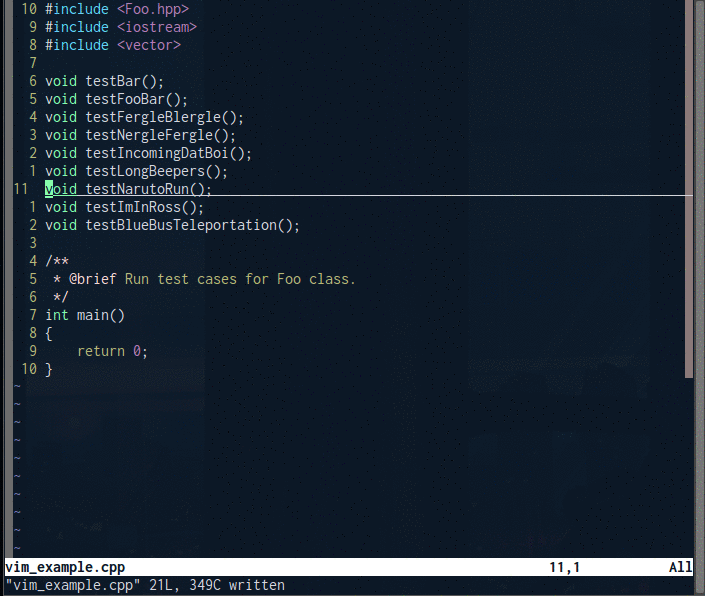 10 #include <Foo.hpp>
9 #include <iostream>
8 #include <vector>
7
6 void testBar();
5 void testFooBar();
4 void testFergleBlergle();
3 void testNergleFergle();
2 void testIncomingDatBoi();
1 void testLongBeepers();
11 void testNarutoRun();
1 void testImInRoss();
2 void testBlueBusTeleportation();
3
4 /**
5  * @brief Run test cases for Foo class.
6  */
7 int main()
8 {
9     return 0;
10 }
~
~
~
~
~
~
~
~
~
~
vim_example.cpp 11,1 All
"vim_example.cpp" 21L, 349C written